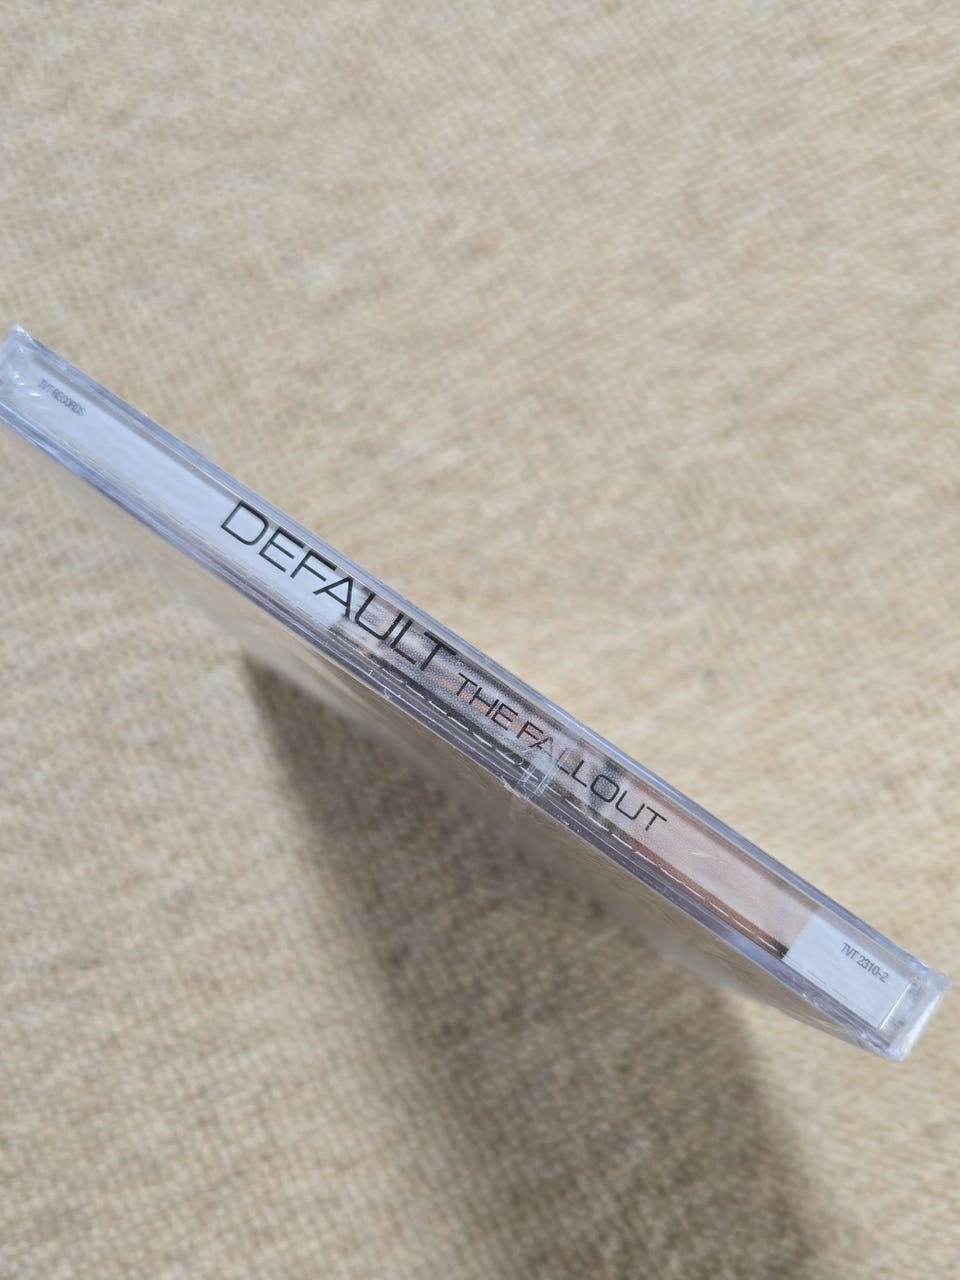 TVT RECORDS
DEFAULT THE FALLOUT
TVT 2310-2